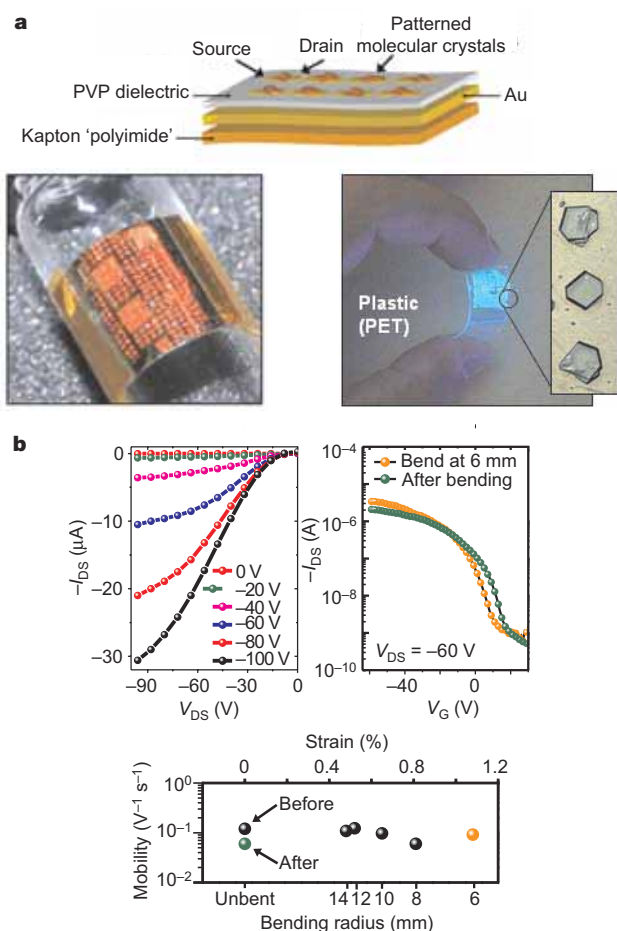 a
Source
Drain
Patterned
molecular crystals
PVP dielectric
Au
Kapton ‘polyimide’
Plastic
(PET)
b
0
–10
–20
–30
–I_DS (μA)
0 V
–20 V
–40 V
–60 V
–80 V
–100 V
–90
–60
–30
0
V_DS (V)
10⁻⁴
10⁻⁶
10⁻⁸
10⁻¹⁰
–I_DS (A)
Bend at 6 mm
After bending
V_DS = –60 V
–40
0
V_G (V)
Strain (%)
0
0.4
0.8
1.2
10⁰
10⁻¹
10⁻²
Mobility (V⁻¹ s⁻¹)
Before
After
Unbent
14
12
10
8
6
Bending radius (mm)